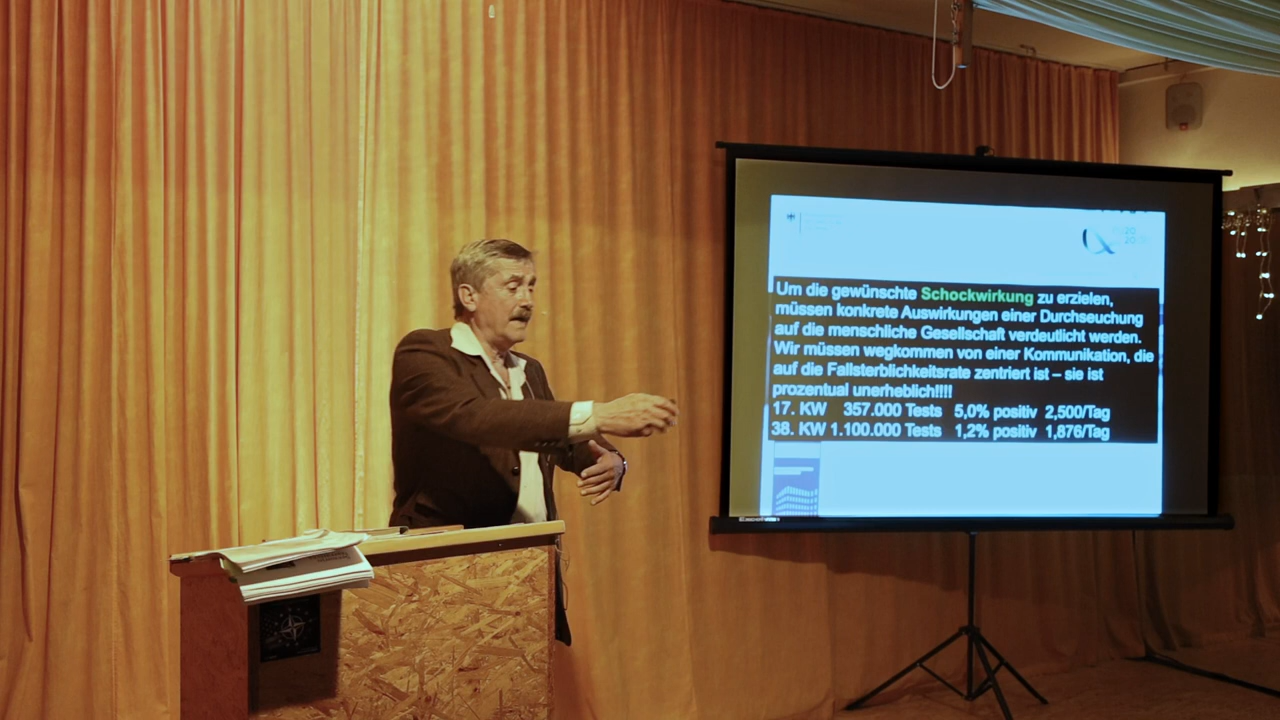 Um die gewünschte Schockwirkung zu erzielen,
müssen konkrete Auswirkungen einer Durchseuchung
auf die menschliche Gesellschaft verdeutlicht werden.
Wir müssen wegkommen von einer Kommunikation, die
auf die Fallsterblichkeitsrate zentriert ist – sie ist
prozentual unerheblich!!!!
17. KW 357.000 Tests 5,0% positiv 2,500/Tag
38. KW 1.100.000 Tests 1,2% positiv 1,876/Tag